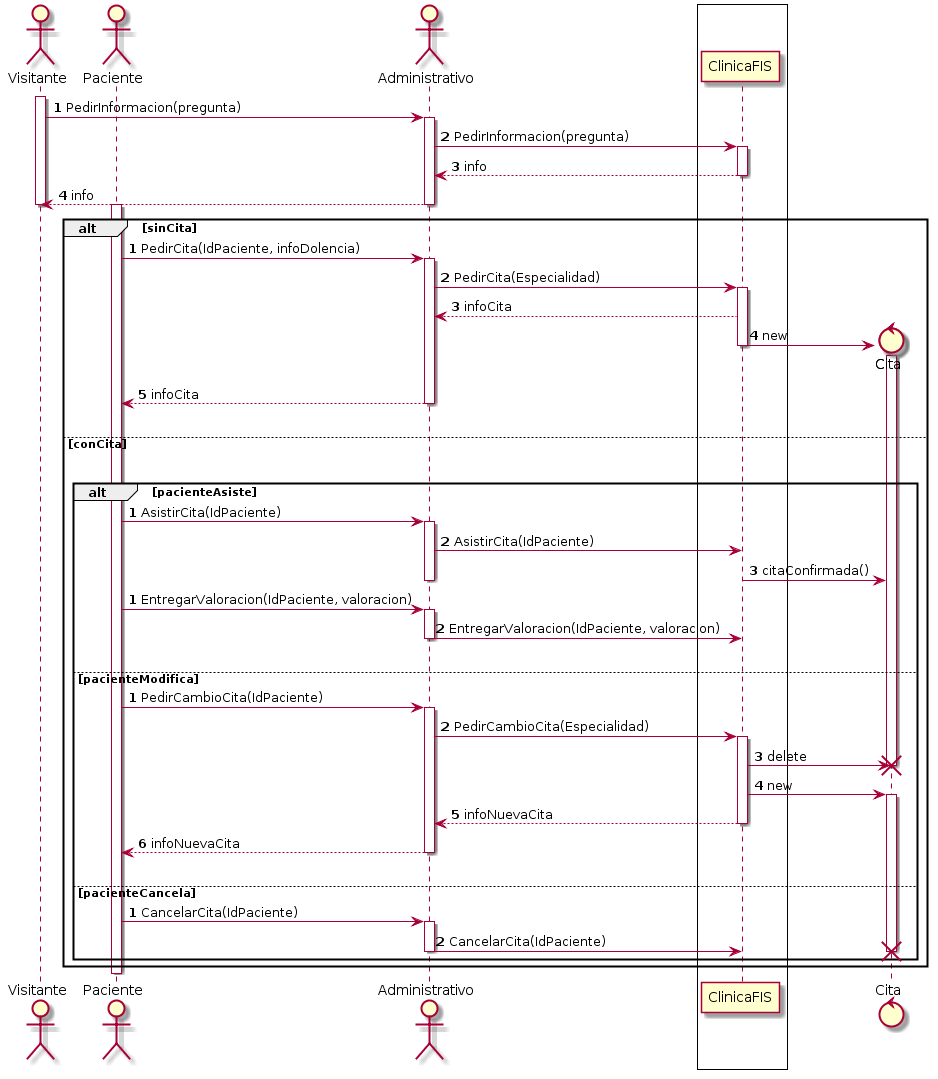 Visitante Paciente Administrativo
ClinicaFIS
1 PedirInformacion(pregunta)
2 PedirInformacion(pregunta)
3 info
4 info
alt [sinCita]
1 PedirCita(IdPaciente, infoDolencia)
2 PedirCita(Especialidad)
3 infoCita
4 new
Cita
5 infoCita
[conCita]
alt [pacienteAsiste]
1 AsistirCita(IdPaciente)
2 AsistirCita(IdPaciente)
3 citaConfirmada()
1 EntregarValoracion(IdPaciente, valoracion)
2 EntregarValoracion(IdPaciente, valoracion)
[pacienteModifica]
1 PedirCambioCita(IdPaciente)
2 PedirCambioCita(Especialidad)
3 delete
4 new
5 infoNuevaCita
6 infoNuevaCita
[pacienteCancela]
1 CancelarCita(IdPaciente)
2 CancelarCita(IdPaciente)
Visitante Paciente Administrativo ClinicaFIS Cita